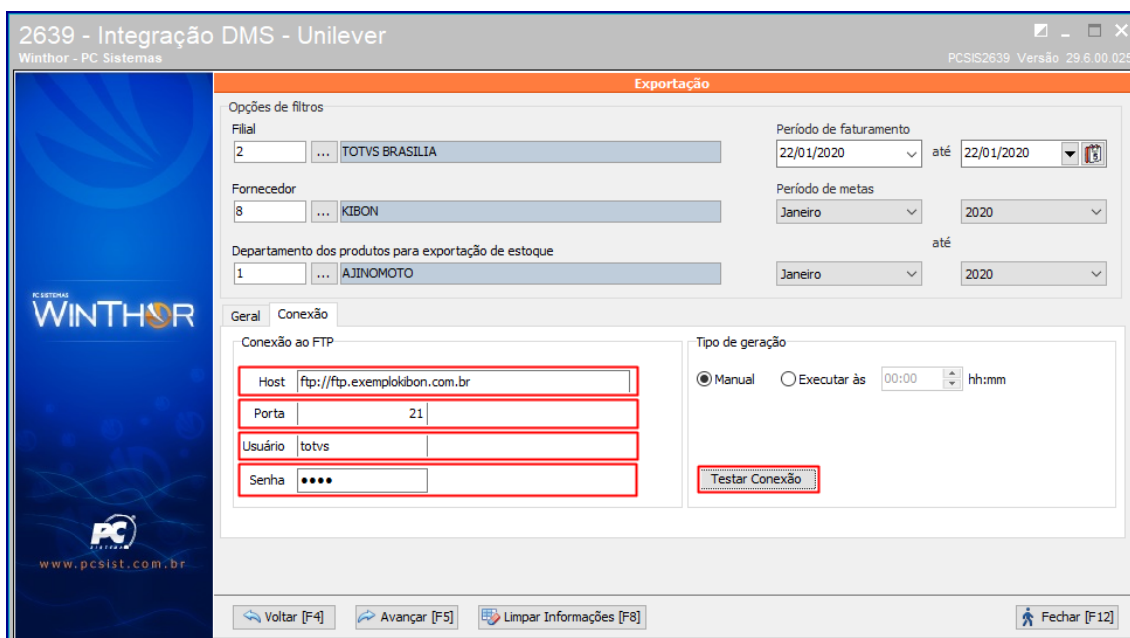 2639 - Integração DMS - Unilever
Winthor - PC Sistemas
PCSIS2639 Versão 29.6.00.025
Exportação
Opções de filtros
Filial
2 ... TOTVS BRASILIA
Período de faturamento
22/01/2020 até 22/01/2020
Fornecedor
8 ... KIBON
Período de metas
Janeiro 2020
até
Departamento dos produtos para exportação de estoque
1 ... AJINOMOTO
Janeiro 2020
PC SISTEMAS
WINTHOR
Geral Conexão
Conexão ao FTP
Host ftp://ftp.exemplokibon.com.br
Porta 21
Usuário totvs
Senha ••••
Tipo de geração
Manual Executar às 00:00 hh:mm
Testar Conexão
PC
SISTEMAS
www.pcsist.com.br
Voltar [F4] Avançar [F5] Limpar Informações [F8] Fechar [F12]